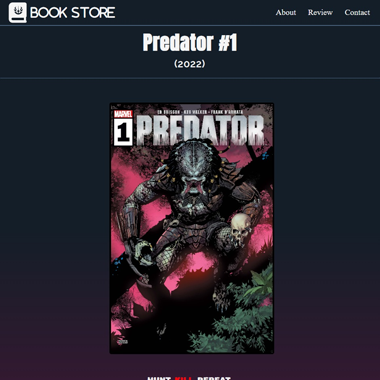 BOOK STORE
About Review Contact
Predator #1
(2022)
ED BRISSON · KEV WALKER · FRANK D'ARMATA
MARVEL
1
PREDATOR
HUNT. KILL. REPEAT.